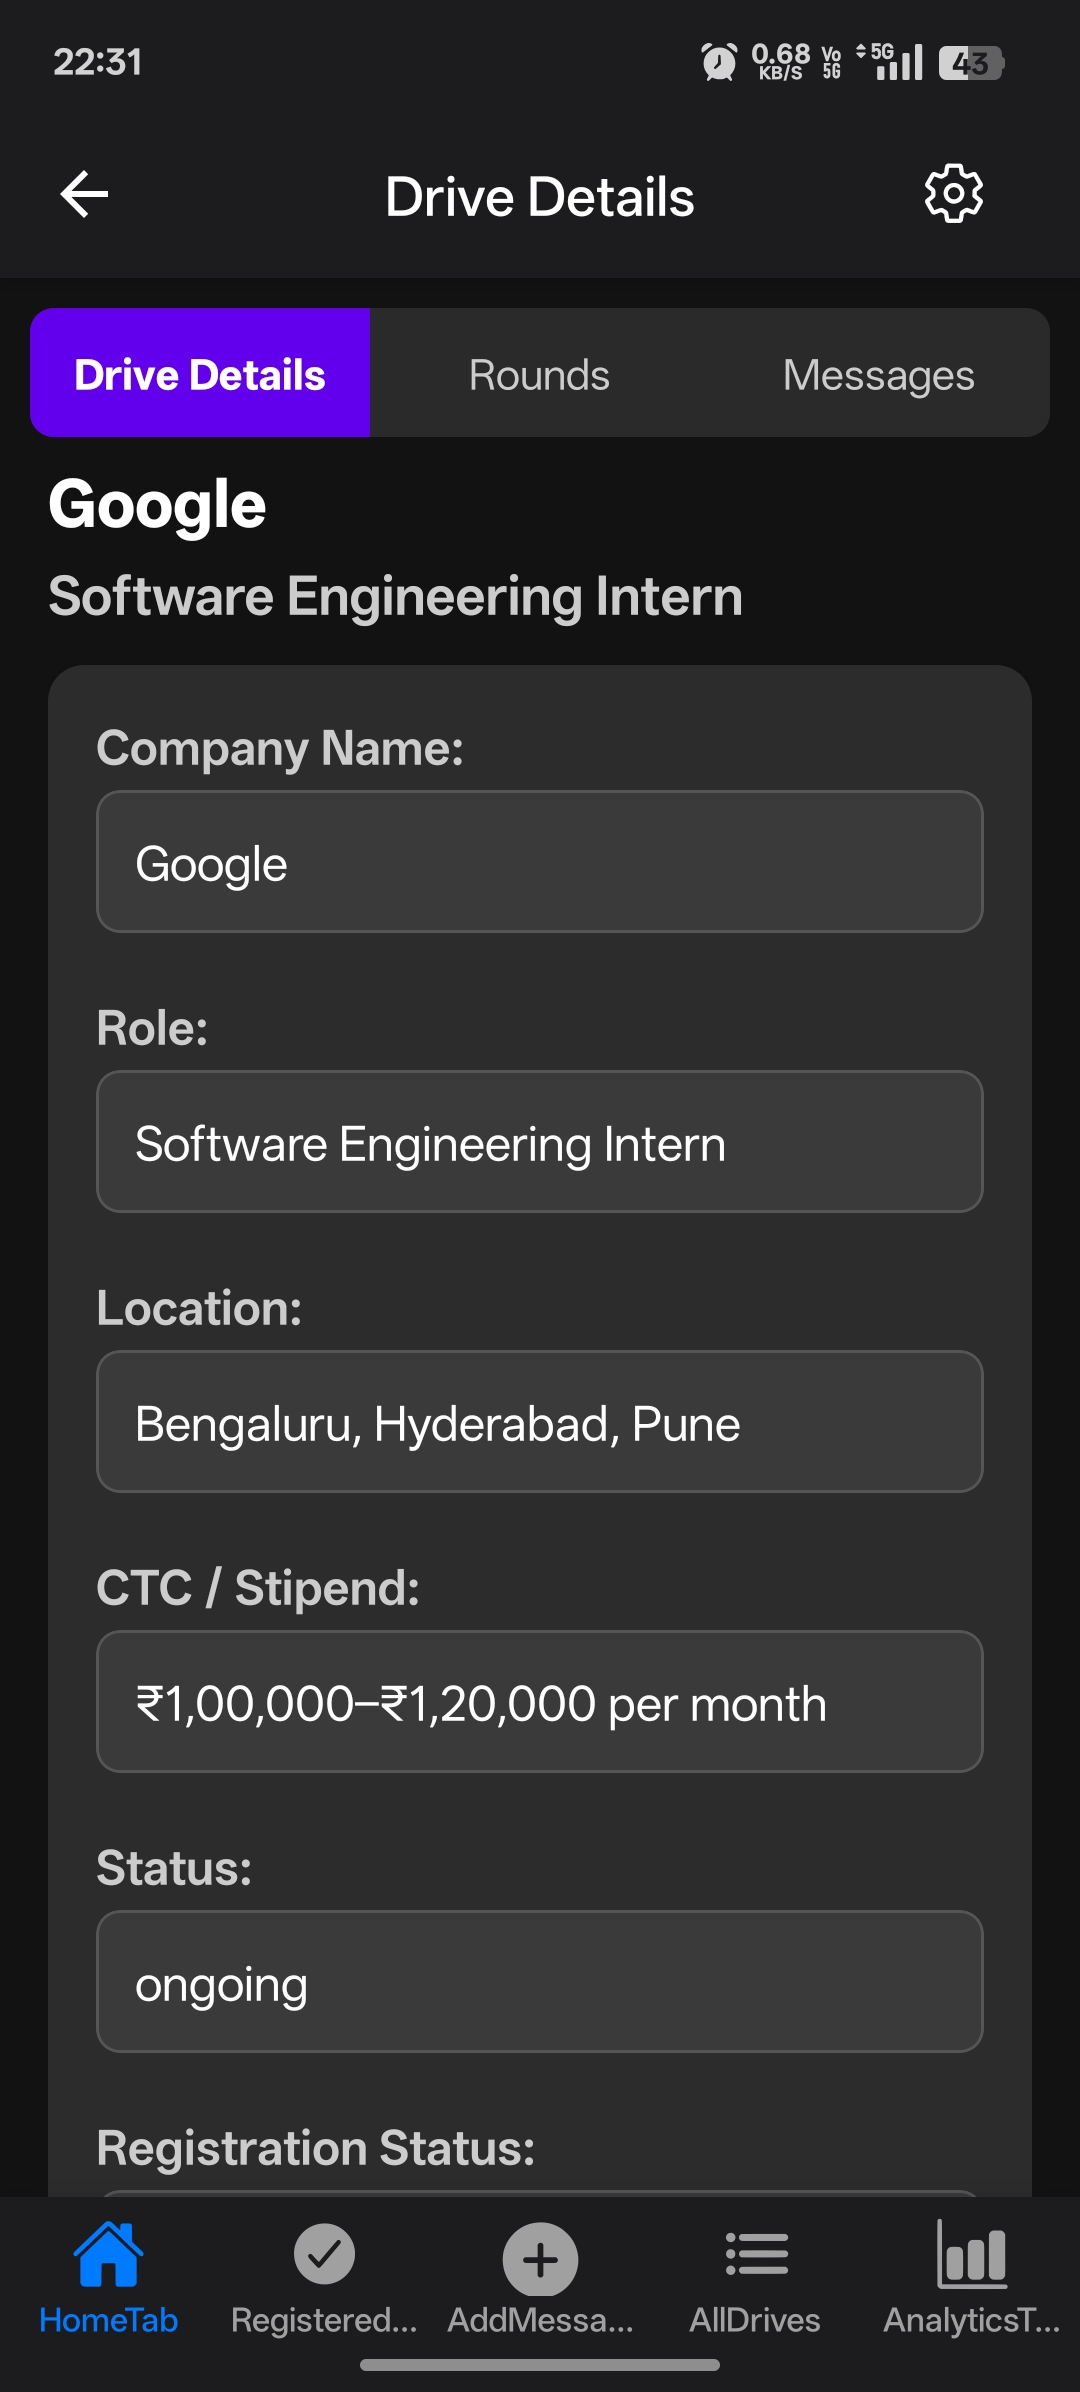 22:31
0.68
KB/S
Vo
5G
5G
43
Drive Details
Drive Details Rounds Messages
Google
Software Engineering Intern
Company Name:
Google
Role:
Software Engineering Intern
Location:
Bengaluru, Hyderabad, Pune
CTC / Stipend:
₹1,00,000–₹1,20,000 per month
Status:
ongoing
Registration Status:
HomeTab Registered... AddMessa... AllDrives AnalyticsT...